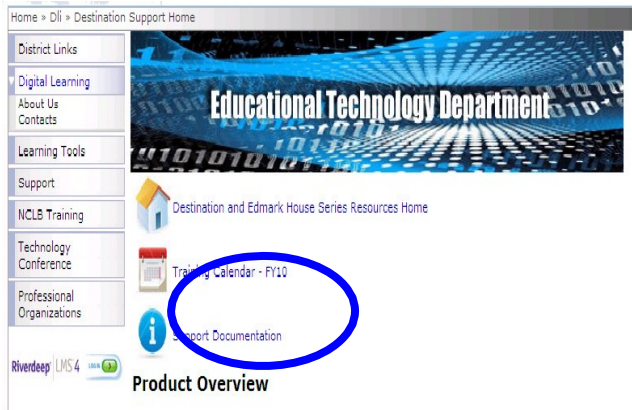 Home » Dli » Destination Support Home
District Links
Digital Learning
About Us
Contacts
Learning Tools
Support
NCLB Training
Technology
Conference
Professional
Organizations
Riverdeep LMS 4 LOG IN
Educational Technology Department
Destination and Edmark House Series Resources Home
Training Calendar - FY10
Support Documentation
Product Overview